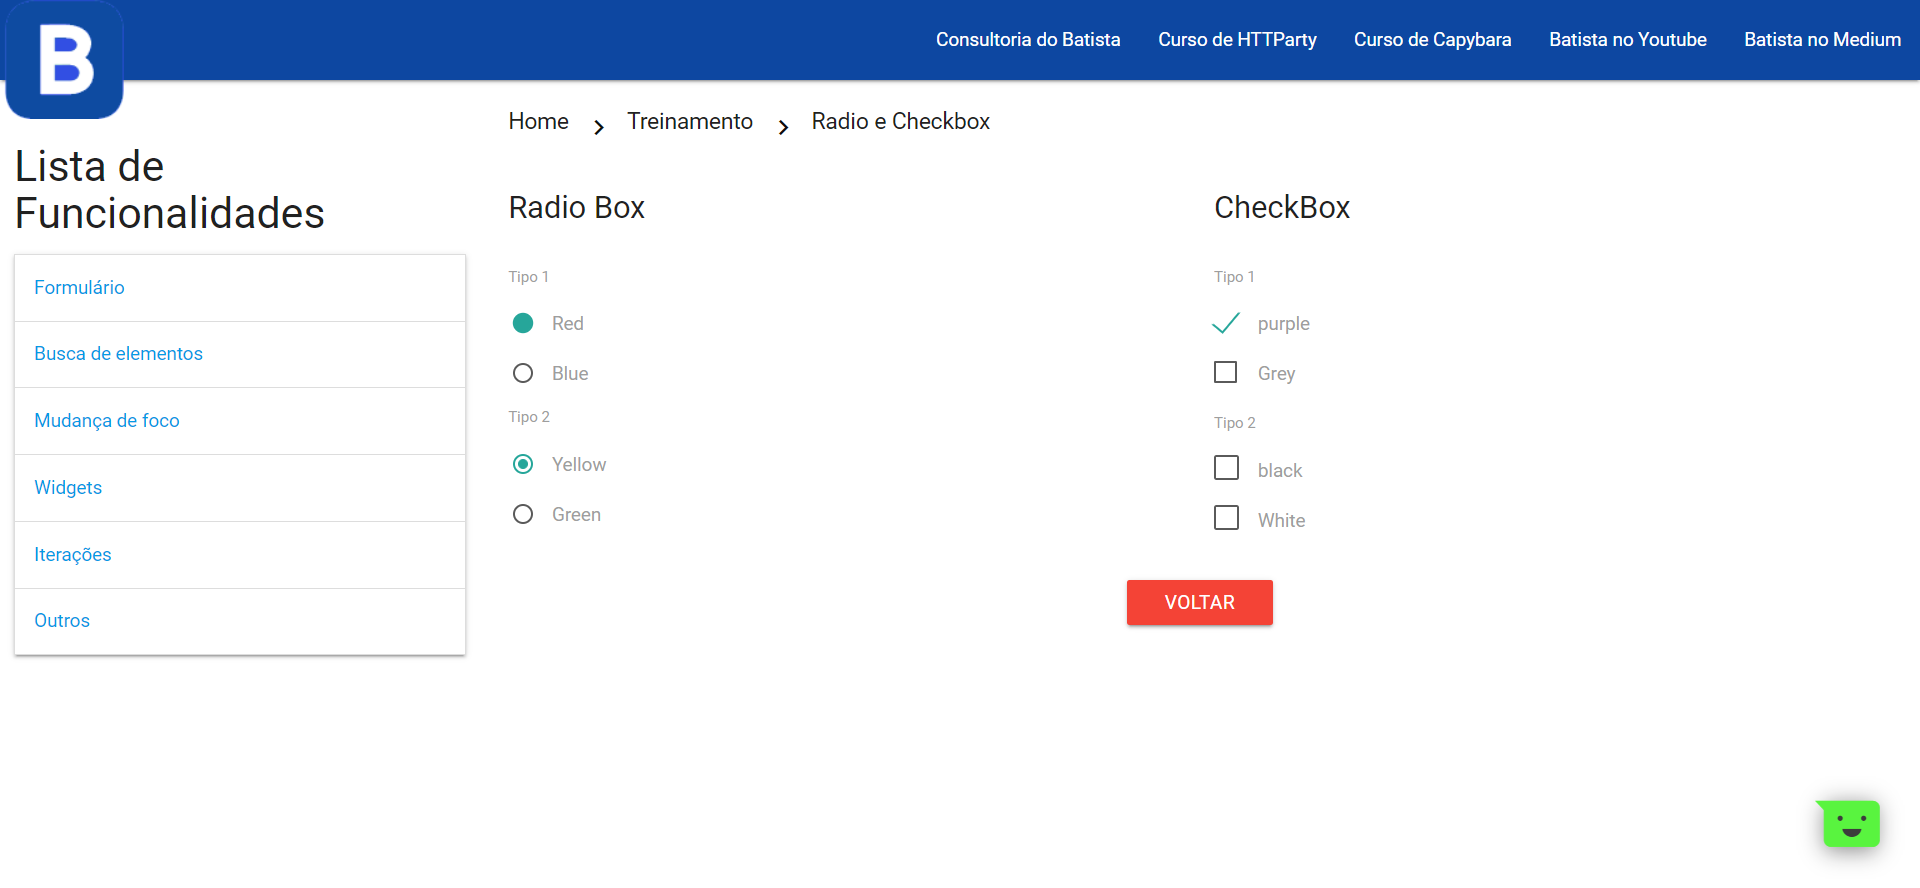 B
Consultoria do Batista
Curso de HTTParty
Curso de Capybara
Batista no Youtube
Batista no Medium
Home
Treinamento
Radio e Checkbox
Lista de
Funcionalidades
Formulário
Busca de elementos
Mudança de foco
Widgets
Iterações
Outros
Radio Box
Tipo 1
Red
Blue
Tipo 2
Yellow
Green
CheckBox
Tipo 1
purple
Grey
Tipo 2
black
White
VOLTAR